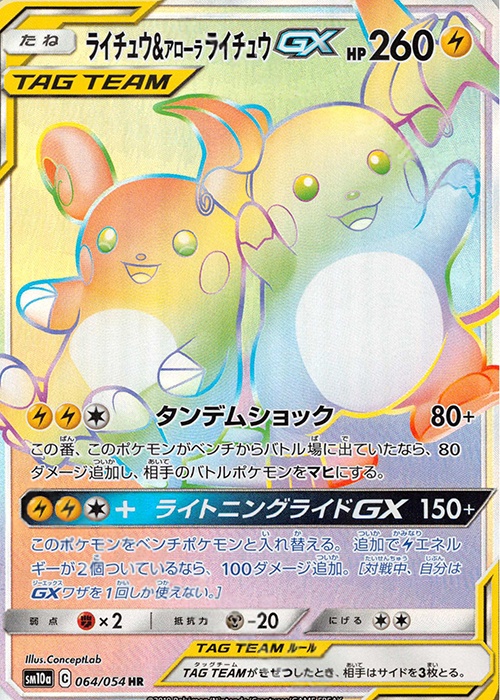 たね ライチュウ&アローラライチュウGX HP260
TAG TEAM
タンデムショック 80+
この番、このポケモンがベンチからバトル場に出ていたなら、80
ダメージ追加し、相手のバトルポケモンをマヒにする。
+ ライトニングライドGX 150+
このポケモンをベンチポケモンと入れ替える。追加でエネル
ギーが2個ついているなら、100ダメージ追加。[対戦中、自分は
GXワザを1回しか使えない。]
弱点 ×2 抵抗力 -20 にげる
TAG TEAM ルール
Illus.ConceptLab
TAG TEAMがきぜつしたとき、相手はサイドを3枚とる。
sm10a C 064/054 HR